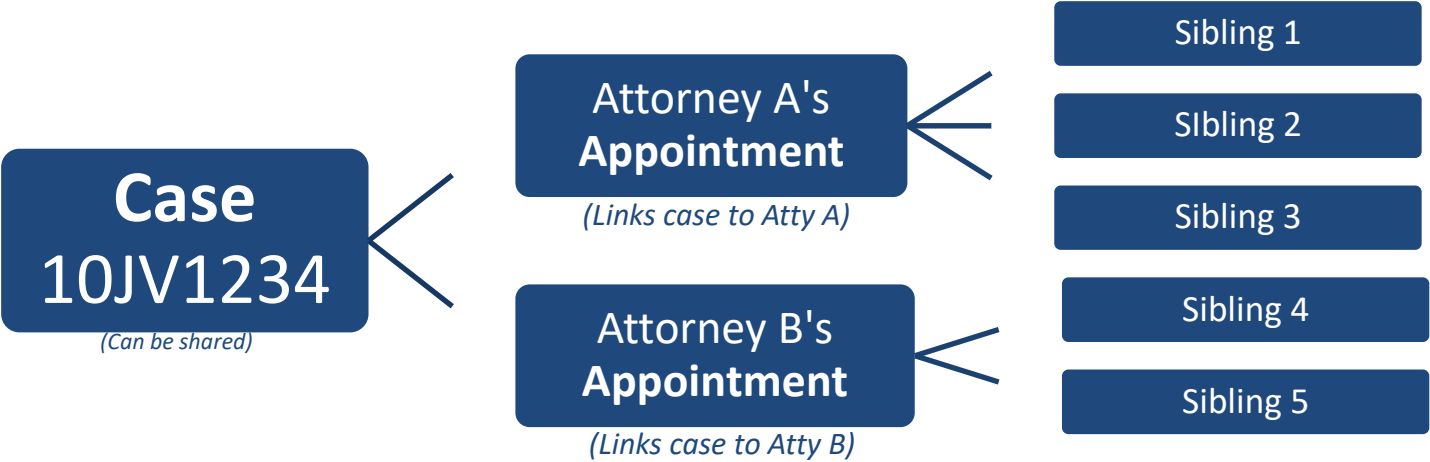 Case
10JV1234
(Can be shared)
Attorney A's
Appointment
(Links case to Atty A)
Attorney B's
Appointment
(Links case to Atty B)
Sibling 1
SIbling 2
Sibling 3
Sibling 4
Sibling 5